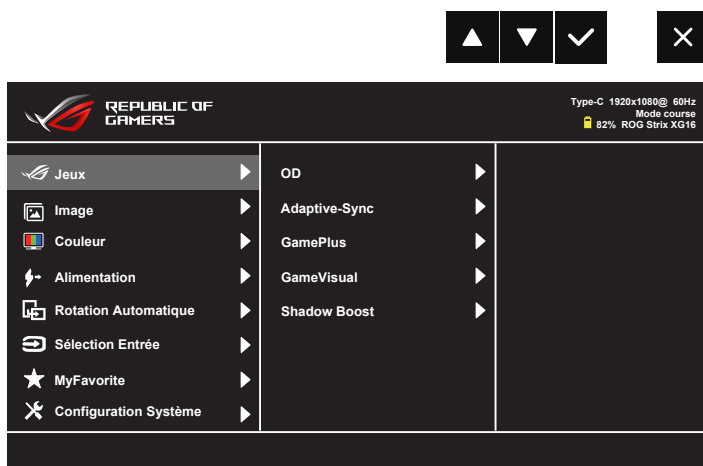 REPUBLIC OF
GAMERS
Type-C 1920x1080@ 60Hz
Mode course
82% ROG Strix XG16
Jeux
Image
Couleur
Alimentation
Rotation Automatique
Sélection Entrée
MyFavorite
Configuration Système
OD
Adaptive-Sync
GamePlus
GameVisual
Shadow Boost